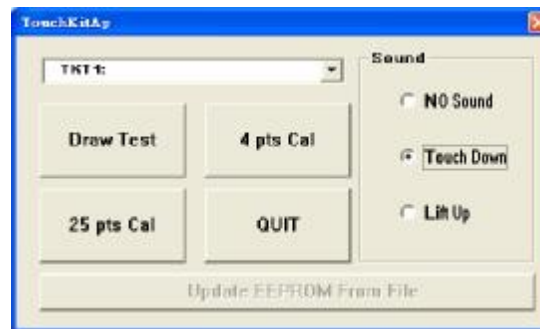 TouchKitAp
TKT1:
Sound
NO Sound
Draw Test
4 pts Cal
Touch Down
25 pts Cal
QUIT
Lift Up
Update EEPROM From File